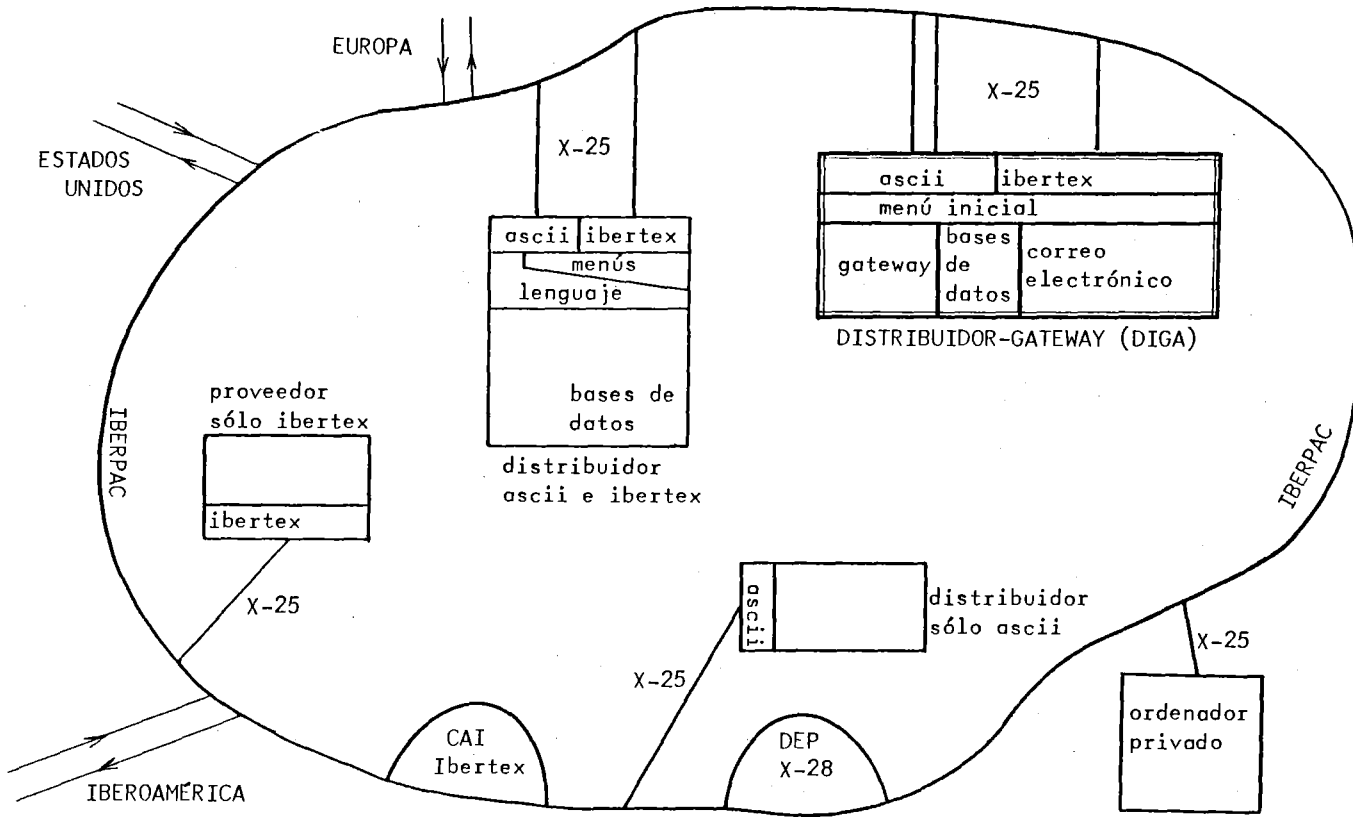 EUROPA
ESTADOS
UNIDOS
X-25
X-25
ascii
ibertex
menú inicial
gateway
bases
de
datos
correo
electrónico
DISTRIBUIDOR-GATEWAY (DIGA)
ascii
ibertex
menús
lenguaje
bases de
datos
distribuidor
ascii e ibertex
proveedor
sólo ibertex
ibertex
X-25
IBERPAC
IBERPAC
ascii
distribuidor
sólo ascii
X-25
X-25
ordenador
privado
CAI
Ibertex
DEP
X-28
IBEROAMÉRICA